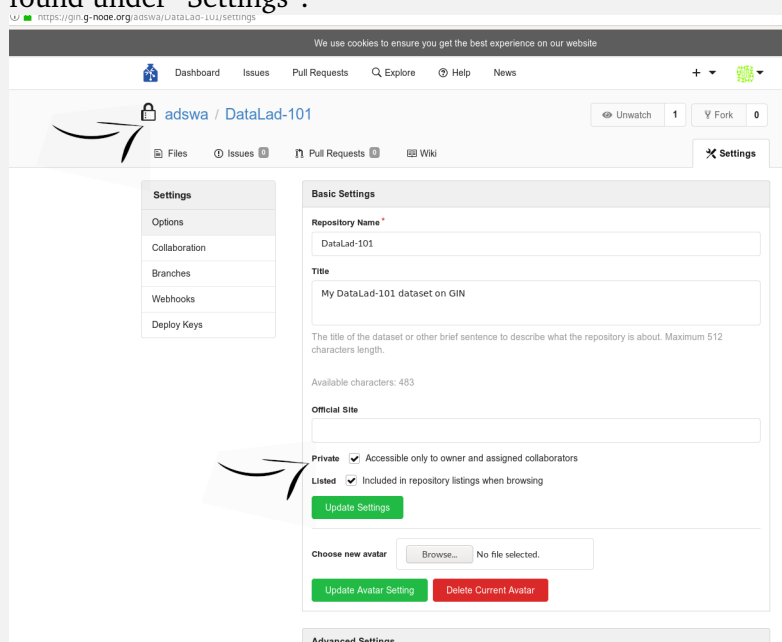 found under "Settings".
https://gin.g-node.org/adswa/DataLad-101/settings
We use cookies to ensure you get the best experience on our website
Dashboard Issues Pull Requests Explore Help News
adswa / DataLad-101
Unwatch 1 Fork 0
Files Issues 0 Pull Requests 0 Wiki Settings
Settings
Options
Collaboration
Branches
Webhooks
Deploy Keys
Basic Settings
Repository Name *
DataLad-101
Title
My DataLad-101 dataset on GIN
The title of the dataset or other brief sentence to describe what the repository is about. Maximum 512
characters length.
Available characters: 483
Official Site
Private Accessible only to owner and assigned collaborators
Listed Included in repository listings when browsing
Update Settings
Choose new avatar Browse... No file selected.
Update Avatar Setting Delete Current Avatar
Advanced Settings